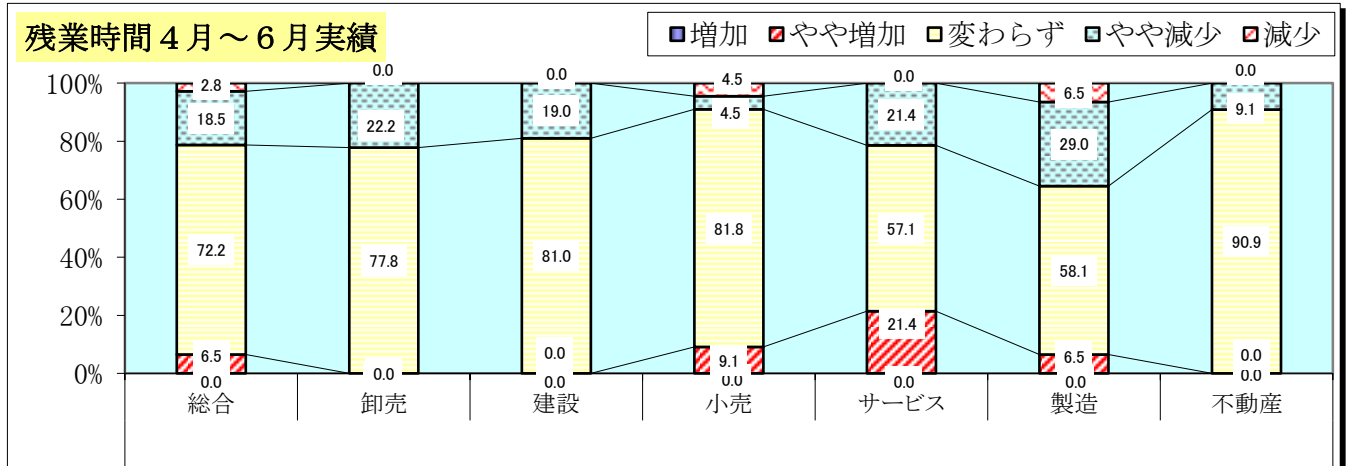 残業時間４月～６月実績
増加 やや増加 変わらず やや減少 減少
100% 2.8 0.0 0.0 4.5 0.0 6.5 0.0
18.5 22.2 19.0 4.5 21.4 29.0 9.1
80%
60%
72.2 77.8 81.0 81.8 57.1 58.1 90.9
40%
20%
6.5 0.0 9.1 21.4 6.5 0.0
0% 0.0 0.0 0.0 0.0 0.0 0.0 0.0
総合 卸売 建設 小売 サービス 製造 不動産